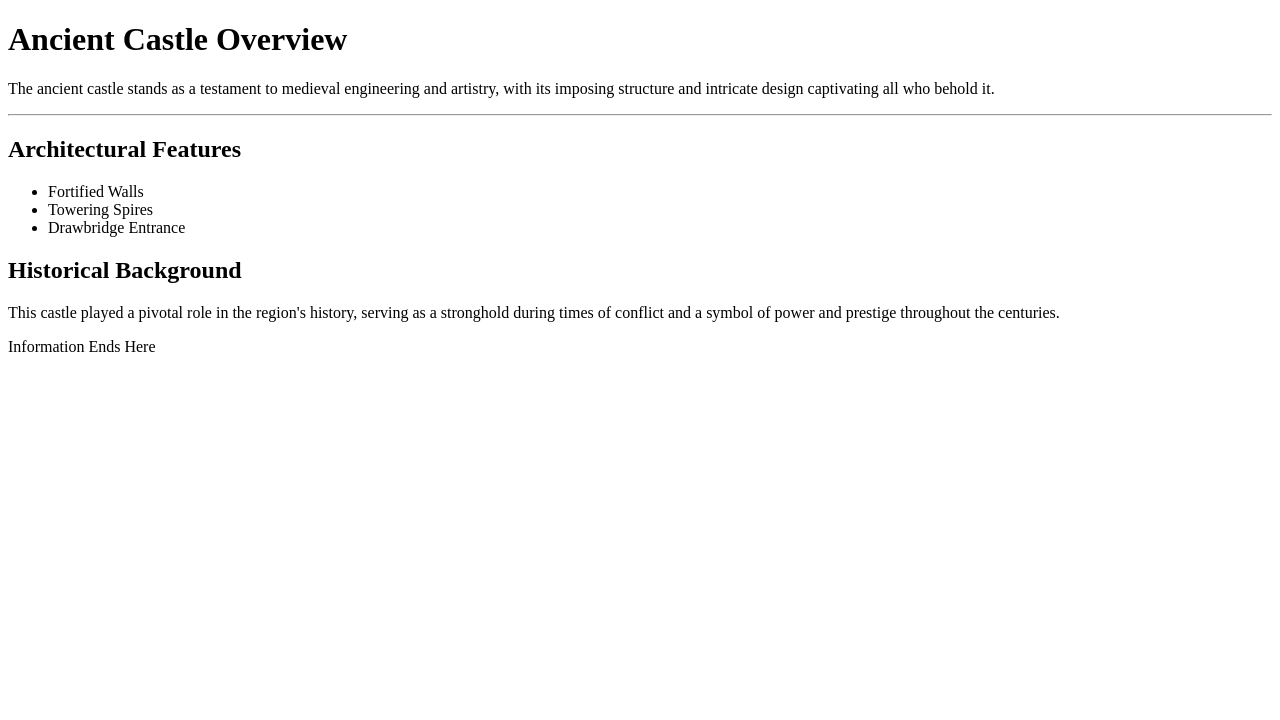 Ancient Castle Overview
The ancient castle stands as a testament to medieval engineering and artistry, with its imposing structure and intricate design captivating all who behold it.
Architectural Features
Fortified Walls
Towering Spires
Drawbridge Entrance
Historical Background
This castle played a pivotal role in the region's history, serving as a stronghold during times of conflict and a symbol of power and prestige throughout the centuries.
Information Ends Here